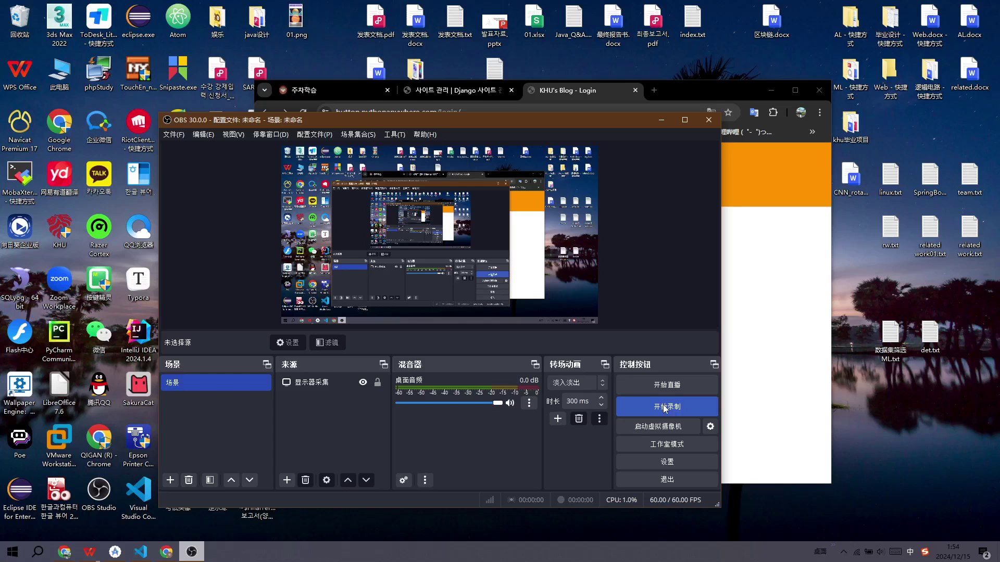 回收站
3ds Max 2022
ToDesk_Lit... - 快捷方式
eclipse.exe
Atom
娱乐
java设计
01.png
发表文档.pdf
发表文档.docx
发表文档.txt
발표자료.pptx
01.xlsx
Java_Q&A....
最终报告书.docx
최종보고서.pdf
index.txt
区块链.docx
AL - 快捷方式
毕业设计 - 快捷方式
Web.docx - 快捷方式
AL.docx
WPS Office
此电脑
phpStudy
TouchEn_n...
Snipaste.exe
수강 강제입력 신청서_...
ML - 快捷方式
Web - 快捷方式
逻辑电路 - 快捷方式
related.docx
주차학습
사이트 관리 | Django 사이트 관
KHU's Blog - Login
button.pythonanywhere.com/login/
Navicat Premium 17
Google Chrome
企业微信
RiotClient... - 快捷方式
khu毕业项目
OBS 30.0.0 - 配置文件: 未命名 - 场景: 未命名
文件(F)
编辑(E)
视图(V)
停靠窗口(D)
配置文件(P)
场景集合(S)
工具(T)
帮助(H)
MobaXter... - 快捷方式
网易有道翻译
카카오톡
한글 뷰어
CNN_rota...
linux.txt
SpringBo...
team.txt
向日葵企业版
KHU
Razer Cortex
QQ浏览器
rw.txt
related work01.txt
related work.txt
SQLyog - 64 bit
Zoom Workplace
按键精灵
Typora
Flash中心
PyCharm Communi...
微信
IntelliJ IDEA 2024.1.4
数据集筛选ML.txt
det.txt
未选择源
设置
滤镜
场景
来源
混音器
转场动画
控制按钮
场景
显示器采集
桌面音频
0.0 dB
-60 -55 -50 -45 -40 -35 -30 -25 -20 -15 -10 -5 0
淡入淡出
时长
300 ms
开始直播
开始录制
启动虚拟摄像机
工作室模式
设置
退出
Wallpaper Engine：...
LibreOffice 7.6
腾讯QQ
SakuraCat
Poe
VMware Workstati...
QIGAN (R) - Chrome
Epson Printer C...
Eclipse IDE for Enter...
한글과컴퓨터 한글 뷰어 2...
OBS Studio
Visual Studio Co...
보고서(양...
00:00:00
00:00:00
CPU: 1.0%
60.00 / 60.00 FPS
桌面
中
1:54
2024/12/15
2